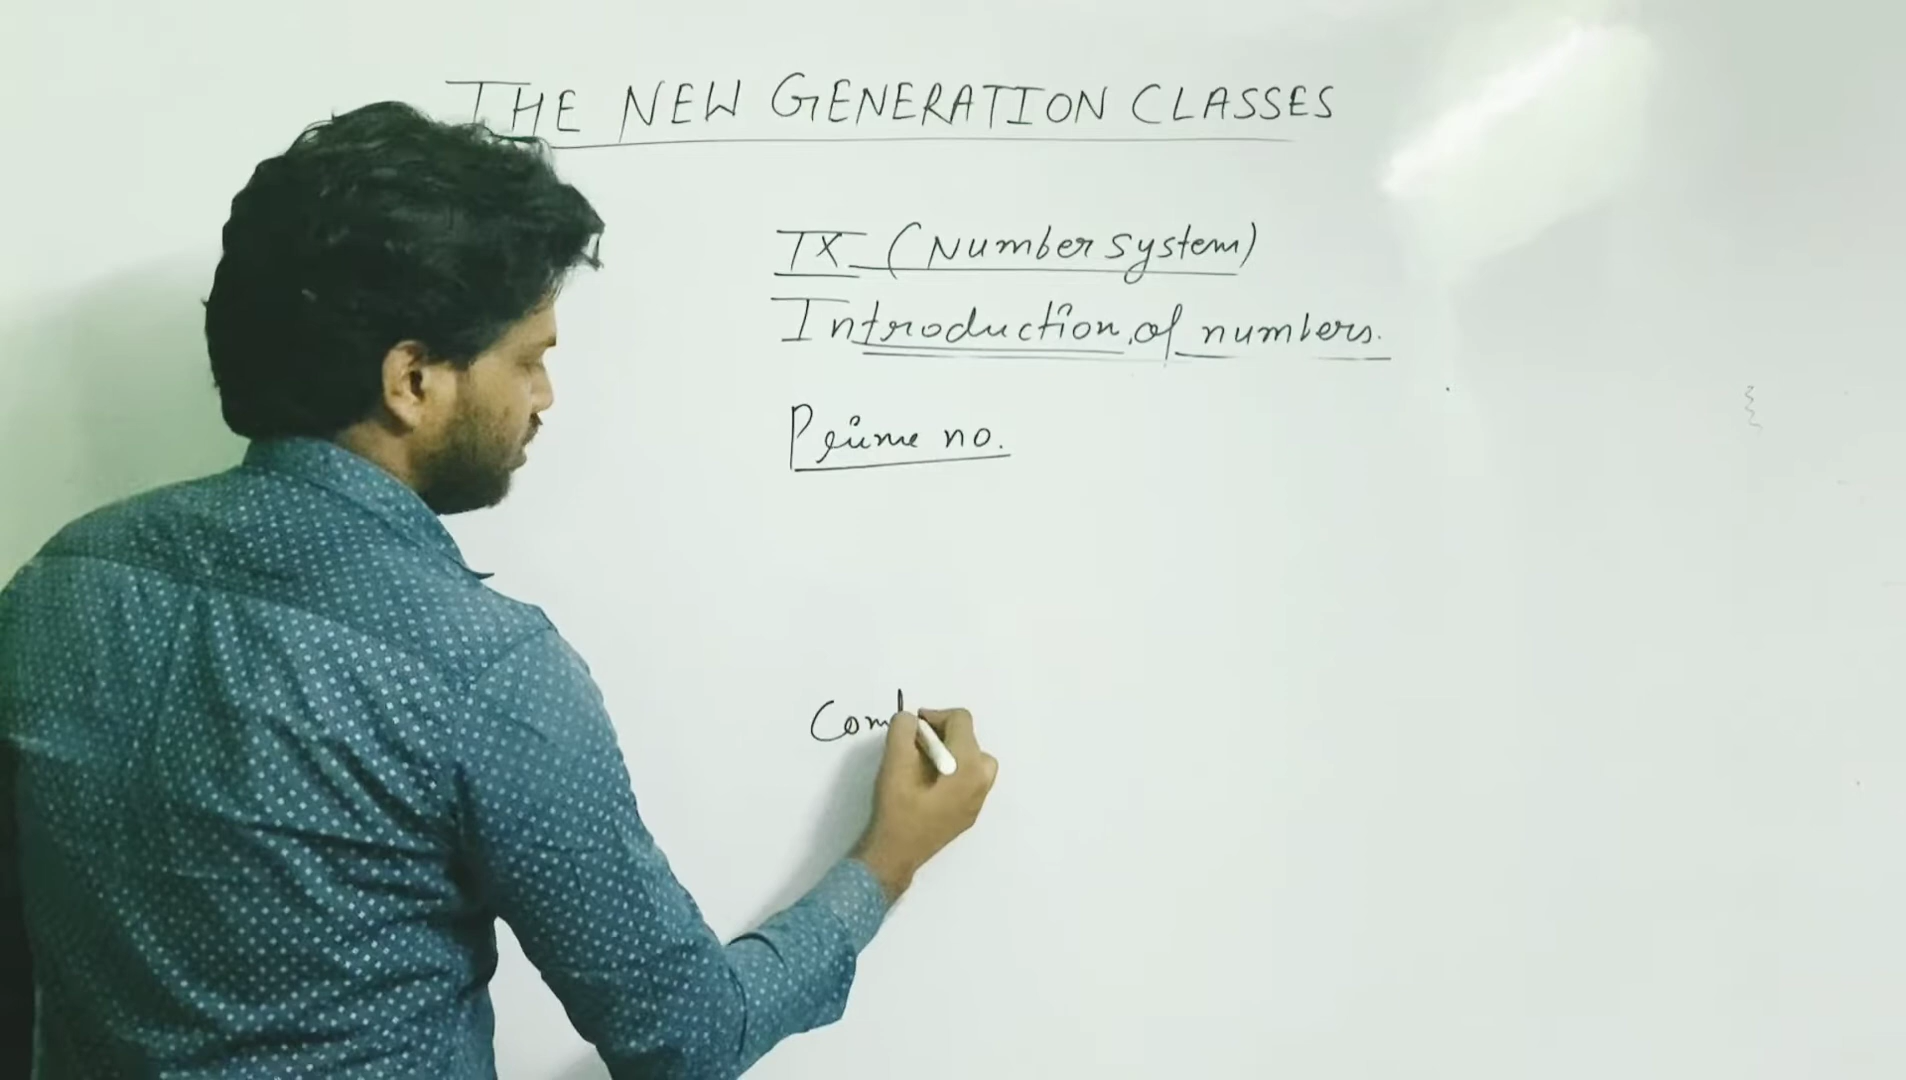 THE NEW GENERATION CLASSES
IX (Number system)
Introduction of numbers.
Prime no.
Com